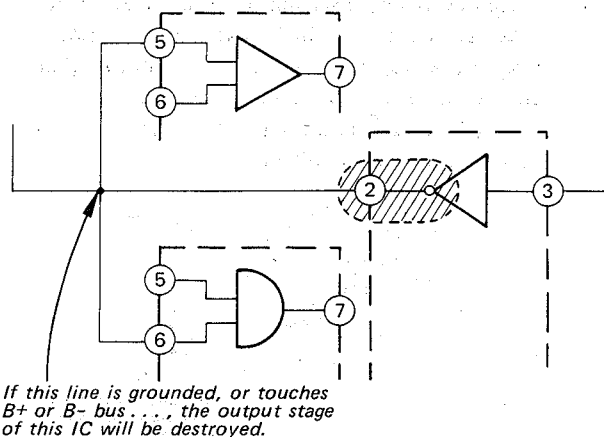 5
7
6
2
3
5
7
6
If this line is grounded, or touches
B+ or B- bus . . . ., the output stage
of this IC will be destroyed.